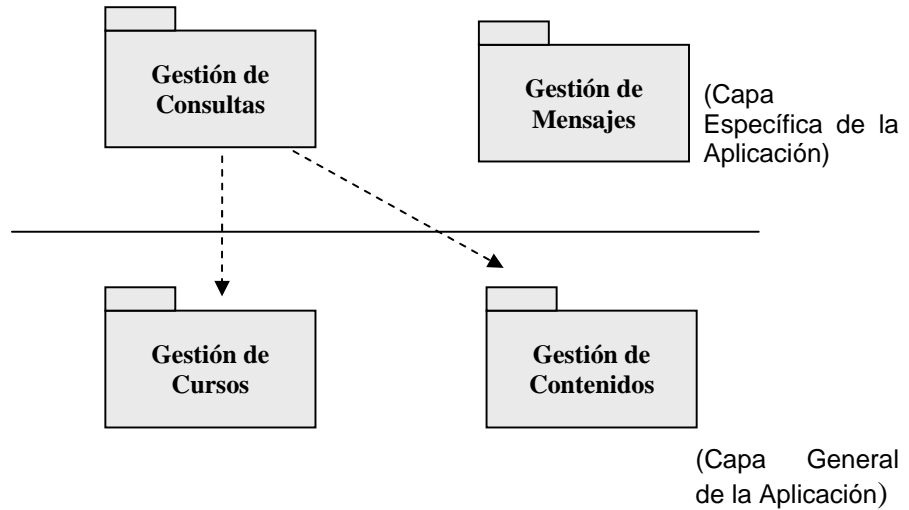 Gestión de
Consultas
Gestión de
Mensajes
(Capa
Específica de la
Aplicación)
Gestión de
Cursos
Gestión de
Contenidos
(Capa General
de la Aplicación)